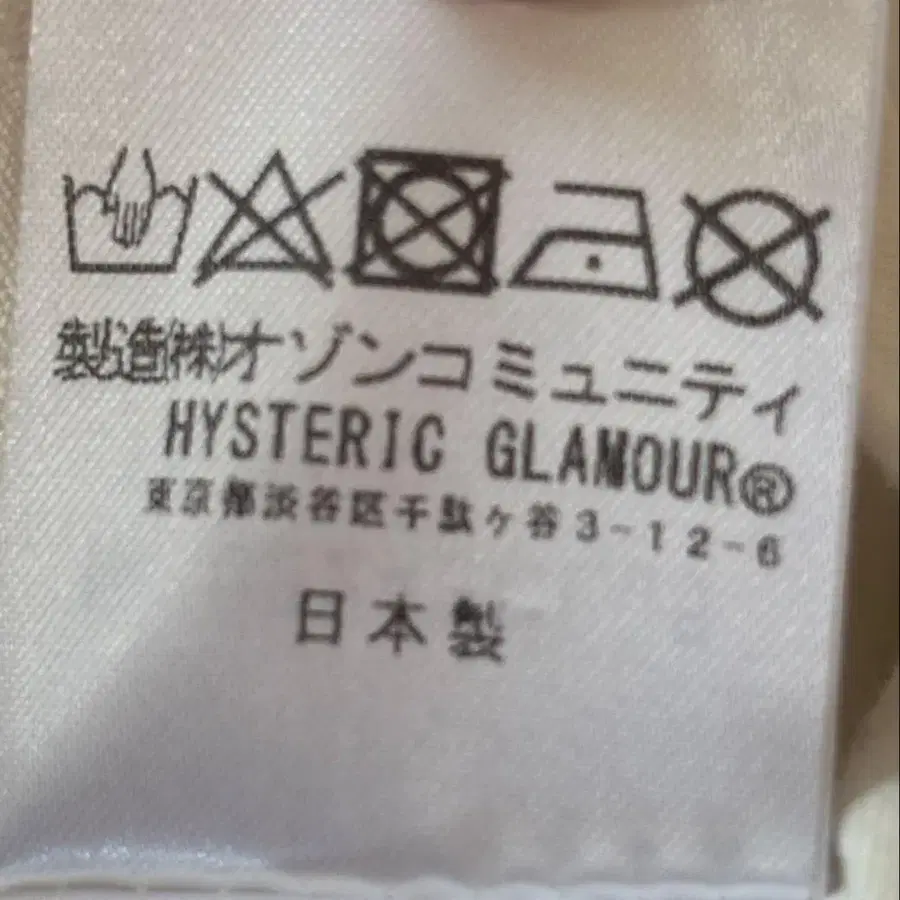 製造(株)オゾンコミュニティ
HYSTERIC GLAMOUR®
東京都渋谷区千駄ヶ谷3-12-6
日本製